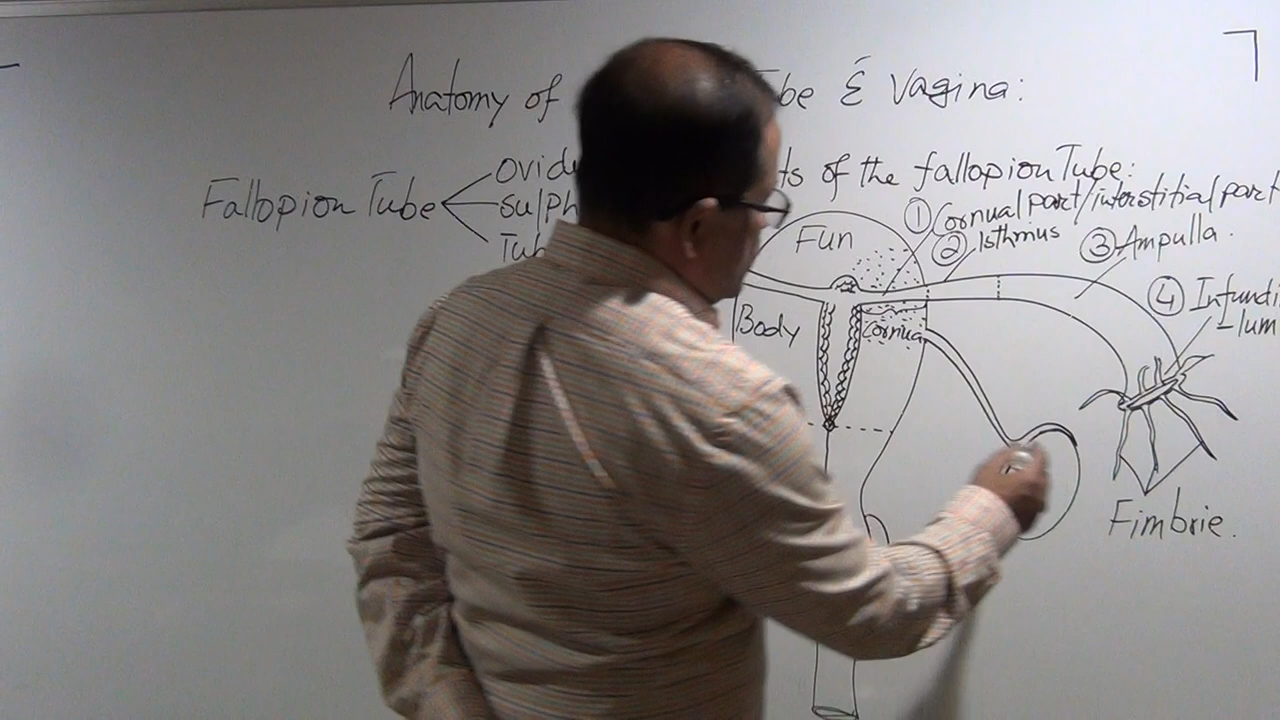 Anatomy of be & Vagina:
ts of the fallopion Tube:
Fallopion Tube
ovidu
sulph
Tub
① Cornual part/interstitial part
② Isthmus
③ Ampulla.
④ Infundi
-lum
Fun
Body
Cornua
Fimbrie.